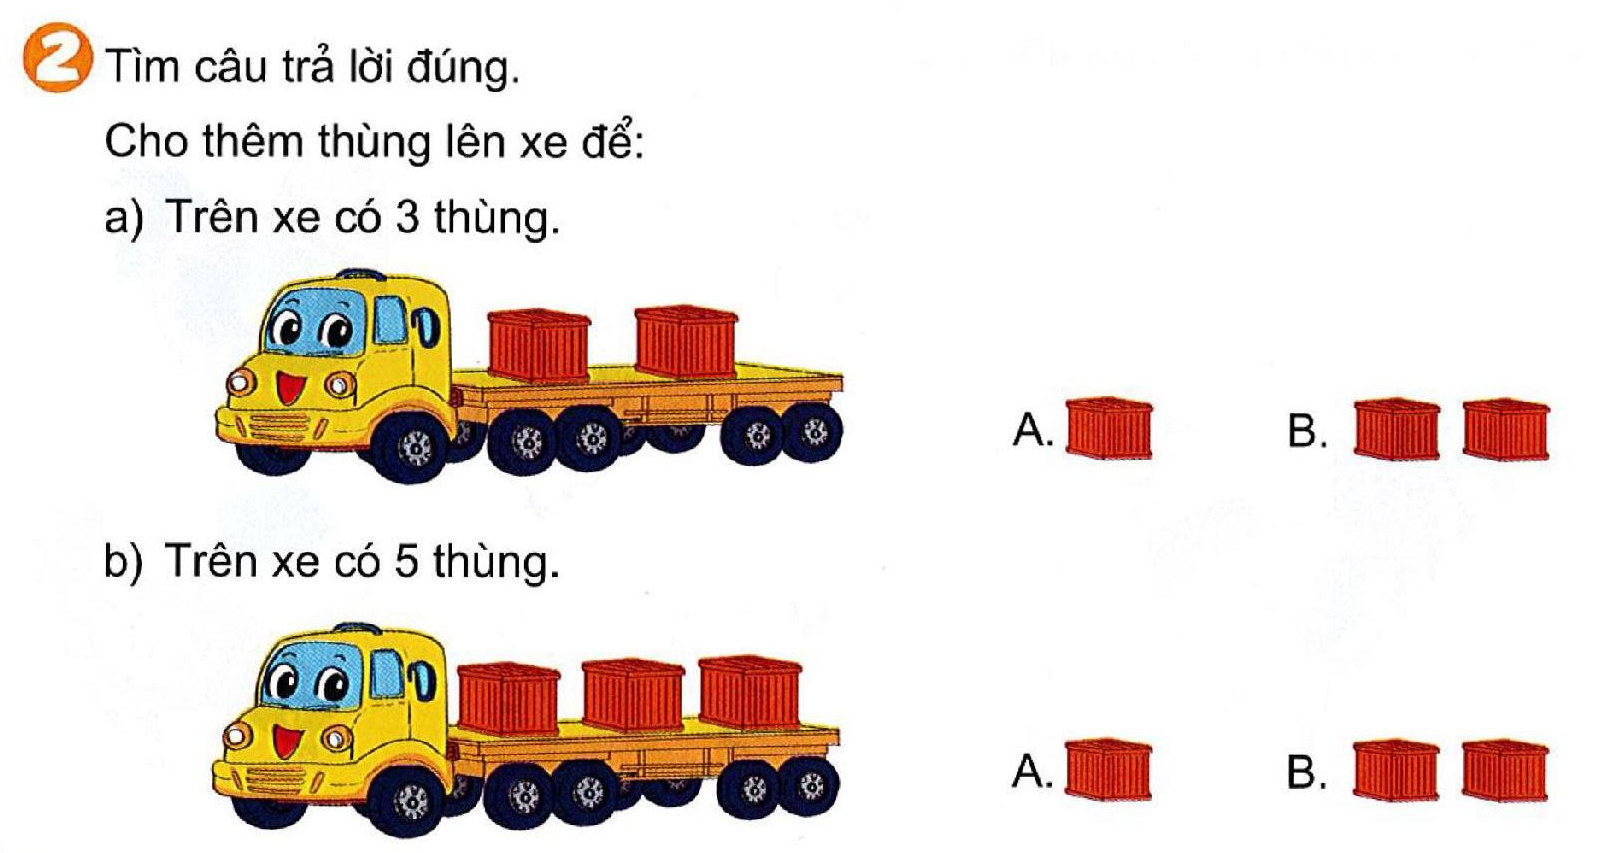 2 Tìm câu trả lời đúng.
Cho thêm thùng lên xe để:
a) Trên xe có 3 thùng.
A. B.
b) Trên xe có 5 thùng.
A. B.